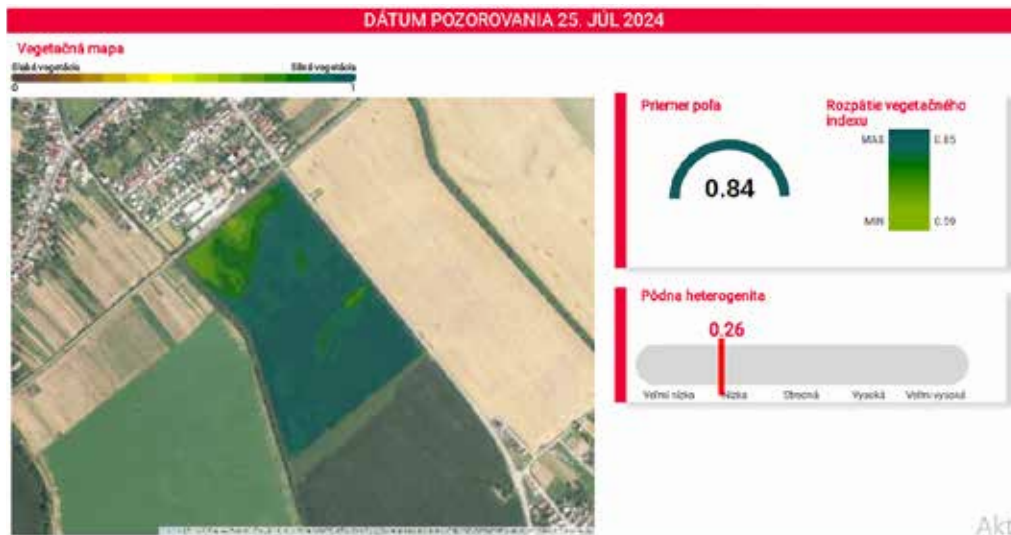 DÁTUM POZOROVANIA 25. JÚL 2024
Vegetačná mapa
Slabá vegetácia
Silná vegetácia
0
1
Priemer poľa
0.84
Rozpätie vegetačného
indexu
MAX
0.85
MIN
0.59
Pôdna heterogenita
0.26
Veľmi nízka
Nízka
Stredná
Vysoká
Veľmi vysoká
Akt